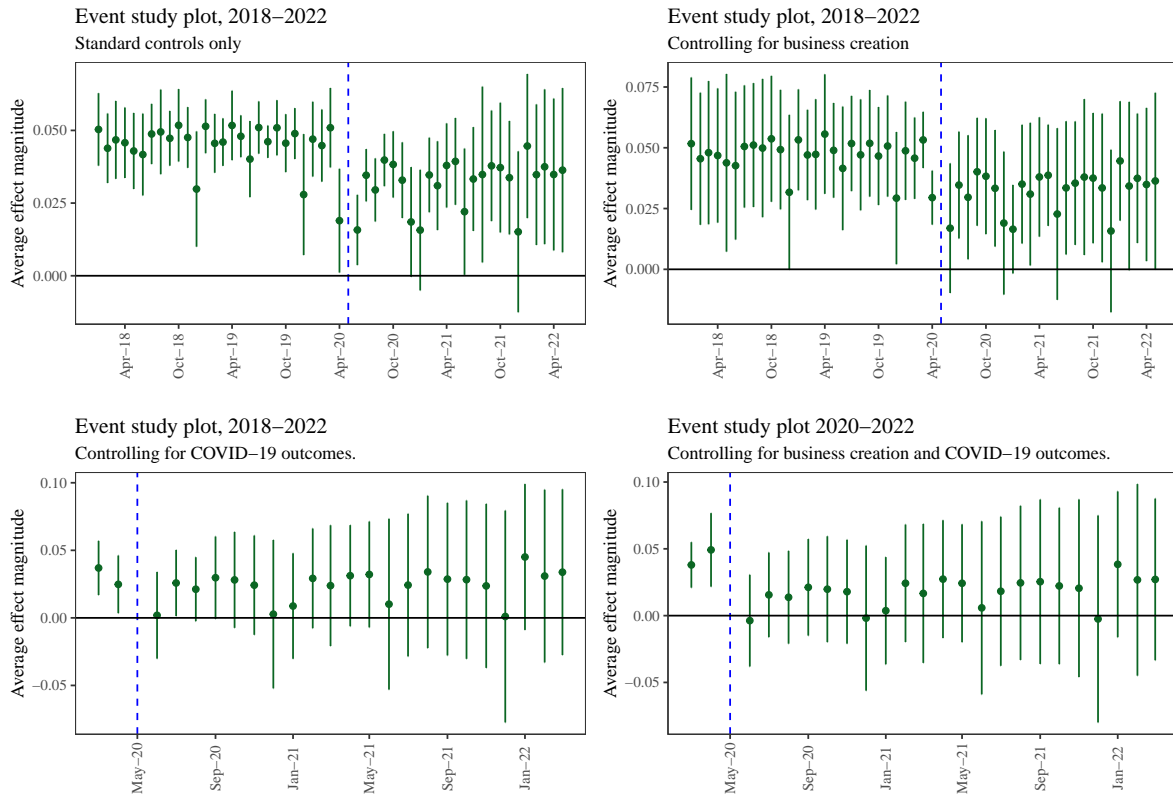 Event study plot, 2018–2022
Standard controls only
Average effect magnitude
0.050
0.025
0.000
Apr–18
Oct–18
Apr–19
Oct–19
Apr–20
Oct–20
Apr–21
Oct–21
Apr–22
Event study plot, 2018–2022
Controlling for business creation
Average effect magnitude
0.075
0.050
0.025
0.000
Apr–18
Oct–18
Apr–19
Oct–19
Apr–20
Oct–20
Apr–21
Oct–21
Apr–22
Event study plot, 2018–2022
Controlling for COVID–19 outcomes.
Average effect magnitude
0.10
0.05
0.00
–0.05
May–20
Sep–20
Jan–21
May–21
Sep–21
Jan–22
Event study plot 2020–2022
Controlling for business creation and COVID–19 outcomes.
Average effect magnitude
0.10
0.05
0.00
–0.05
May–20
Sep–20
Jan–21
May–21
Sep–21
Jan–22